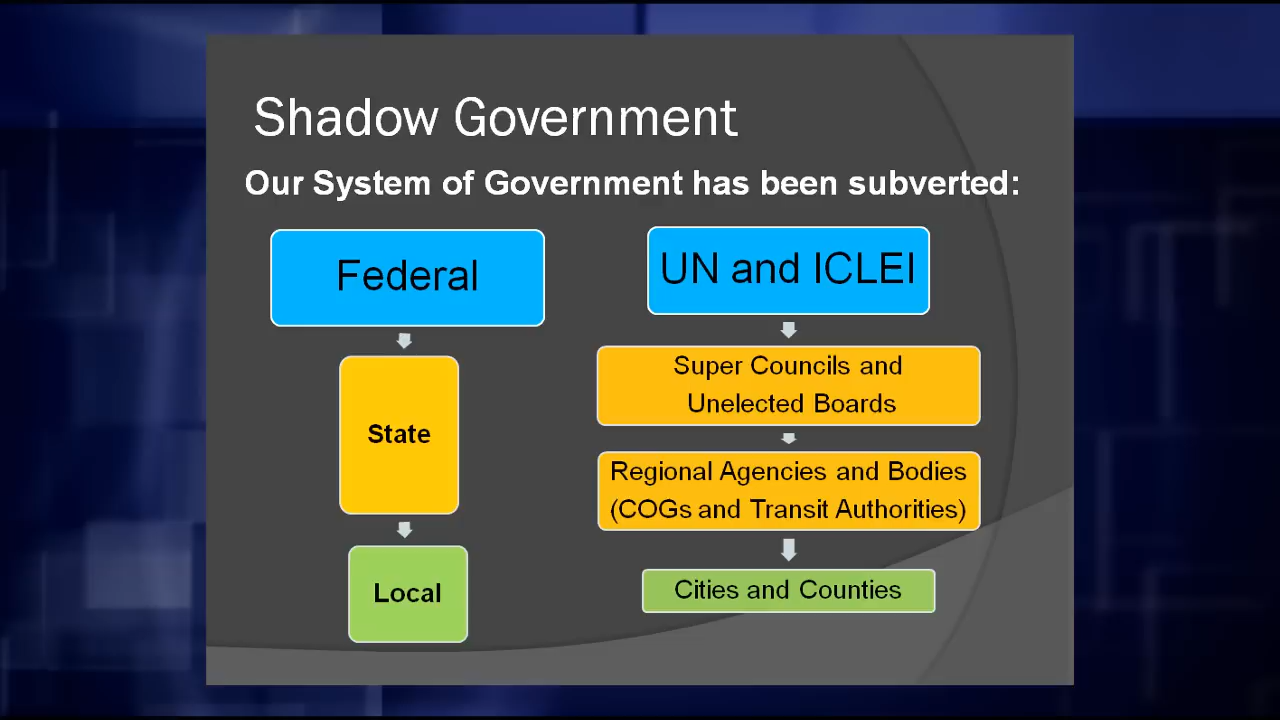 Shadow Government
Our System of Government has been subverted:
Federal
State
Local
UN and ICLEI
Super Councils and
Unelected Boards
Regional Agencies and Bodies
(COGs and Transit Authorities)
Cities and Counties